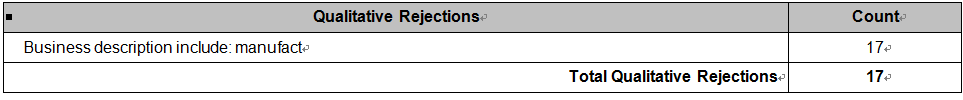 Qualitative Rejections Count
Business description include: manufact 17
Total Qualitative Rejections 17